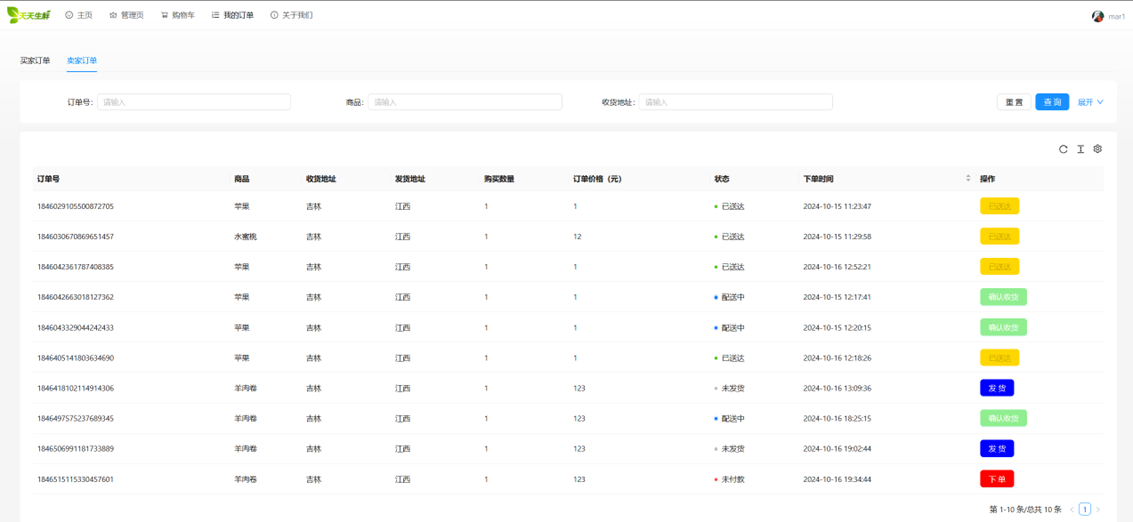 天天生鲜 主页 管理页 购物车 我的订单 关于我们 mar1
买家订单 卖家订单
订单号: 请输入 商品: 请输入 收货地址: 请输入 重 置 查 询 展开
订单号 商品 收货地址 发货地址 购买数量 订单价格（元） 状态 下单时间 操作
1846029105500872705 苹果 吉林 江西 1 1 已送达 2024-10-15 11:23:47 已送达
1846030670869651457 水蜜桃 吉林 江西 1 12 已送达 2024-10-15 11:29:58 已送达
1846042361787408385 苹果 吉林 江西 1 1 已送达 2024-10-16 12:52:21 已送达
1846042663018127362 苹果 吉林 江西 1 1 配送中 2024-10-15 12:17:41 确认收货
1846043329044242433 苹果 吉林 江西 1 1 配送中 2024-10-15 12:20:15 确认收货
1846405141803634690 苹果 吉林 江西 1 1 已送达 2024-10-16 12:18:26 已送达
1846418102114914306 羊肉卷 吉林 江西 1 123 未发货 2024-10-16 13:09:36 发 货
1846497575237689345 羊肉卷 吉林 江西 1 123 配送中 2024-10-16 18:25:15 确认收货
1846506991181733889 羊肉卷 吉林 江西 1 123 未发货 2024-10-16 19:02:44 发 货
1846515115330457601 羊肉卷 吉林 江西 1 123 未付款 2024-10-16 19:34:44 下 单
第 1-10 条/总共 10 条 1